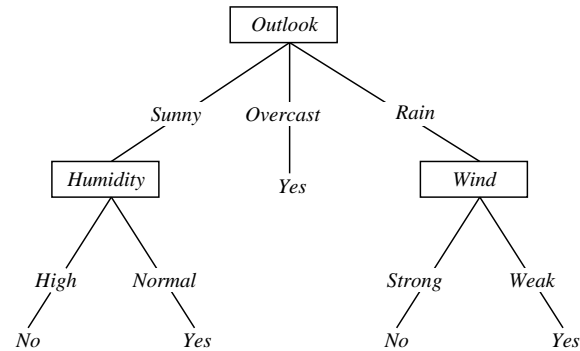 Outlook
Sunny Overcast Rain
Humidity Yes Wind
High Normal Strong Weak
No Yes No Yes